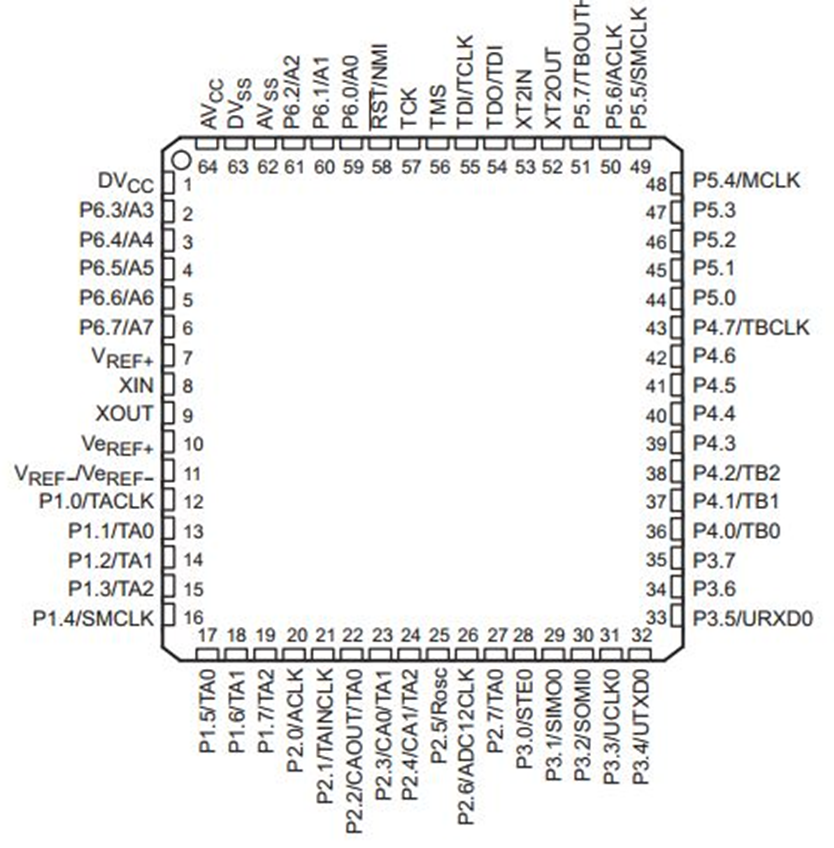 AVCC
DVSS
AVSS
P6.2/A2
P6.1/A1
P6.0/A0
RST/NMI
TCK
TMS
TDI/TCLK
TDO/TDI
XT2IN
XT2OUT
P5.7/TBOUTH
P5.6/ACLK
P5.5/SMCLK
64 63 62 61 60 59 58 57 56 55 54 53 52 51 50 49
DVCC 1
P6.3/A3 2
P6.4/A4 3
P6.5/A5 4
P6.6/A6 5
P6.7/A7 6
VREF+ 7
XIN 8
XOUT 9
VeREF+ 10
VREF−/VeREF− 11
P1.0/TACLK 12
P1.1/TA0 13
P1.2/TA1 14
P1.3/TA2 15
P1.4/SMCLK 16
48 P5.4/MCLK
47 P5.3
46 P5.2
45 P5.1
44 P5.0
43 P4.7/TBCLK
42 P4.6
41 P4.5
40 P4.4
39 P4.3
38 P4.2/TB2
37 P4.1/TB1
36 P4.0/TB0
35 P3.7
34 P3.6
33 P3.5/URXD0
17 18 19 20 21 22 23 24 25 26 27 28 29 30 31 32
P1.5/TA0
P1.6/TA1
P1.7/TA2
P2.0/ACLK
P2.1/TAINCLK
P2.2/CAOUT/TA0
P2.3/CA0/TA1
P2.4/CA1/TA2
P2.5/Rosc
P2.6/ADC12CLK
P2.7/TA0
P3.0/STE0
P3.1/SIMO0
P3.2/SOMI0
P3.3/UCLK0
P3.4/UTXD0